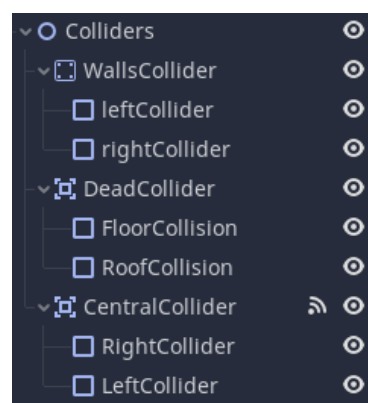 Colliders
WallsCollider
leftCollider
rightCollider
DeadCollider
FloorCollision
RoofCollision
CentralCollider
RightCollider
LeftCollider